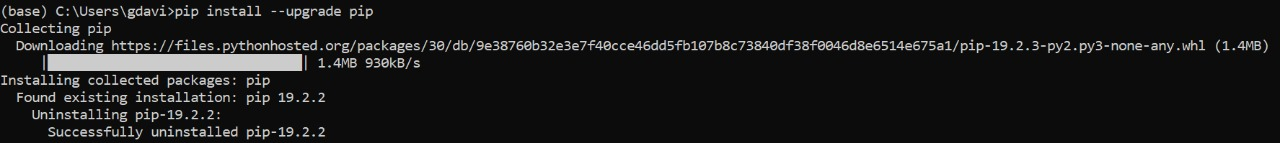 (base) C:\Users\gdavi>pip install --upgrade pip
Collecting pip
  Downloading https://files.pythonhosted.org/packages/30/db/9e38760b32e3e7f40cce46dd5fb107b8c73840df38f0046d8e6514e675a1/pip-19.2.3-py2.py3-none-any.whl (1.4MB)
     |████████████████████████████████| 1.4MB 930kB/s
Installing collected packages: pip
  Found existing installation: pip 19.2.2
    Uninstalling pip-19.2.2:
      Successfully uninstalled pip-19.2.2